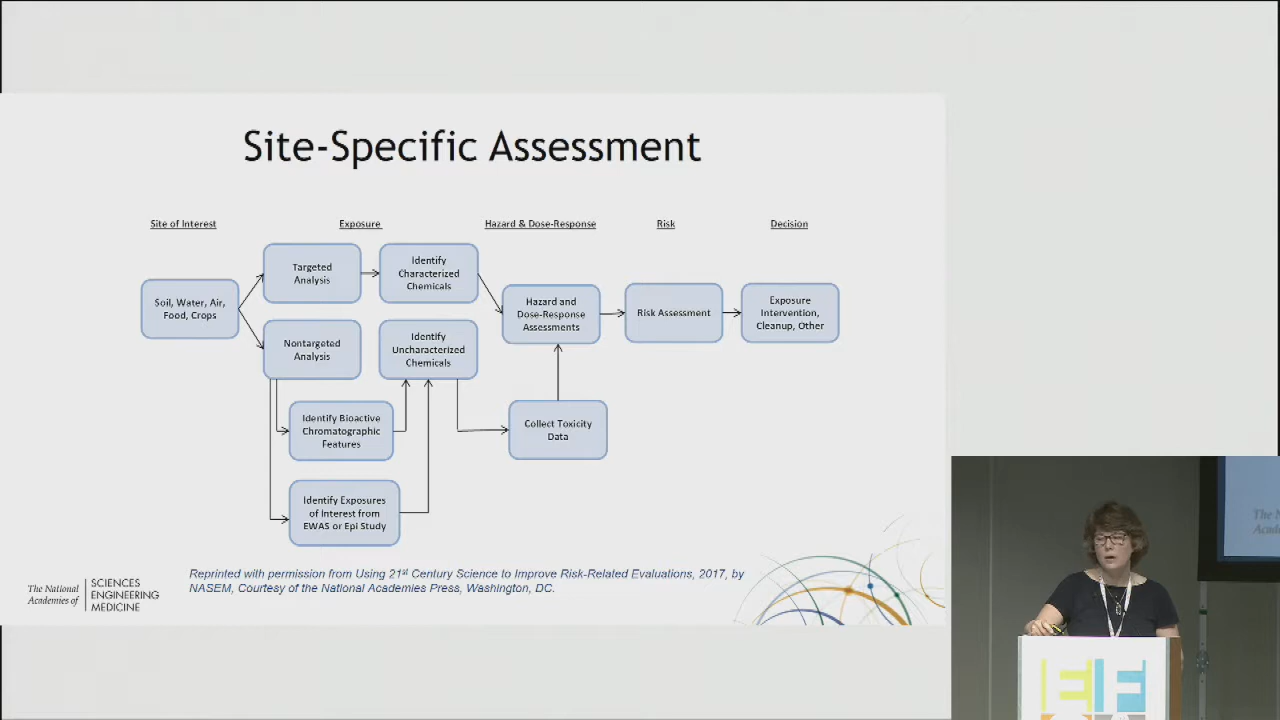 Site-Specific Assessment
Site of Interest
Exposure
Hazard & Dose-Response
Risk
Decision
Soil, Water, Air,
Food, Crops
Targeted
Analysis
Identify
Characterized
Chemicals
Nontargeted
Analysis
Identify
Uncharacterized
Chemicals
Hazard and
Dose-Response
Assessments
Risk Assessment
Exposure
Intervention,
Cleanup, Other
Identify Bioactive
Chromatographic
Features
Collect Toxicity
Data
Identify Exposures
of Interest from
EWAS or Epi Study
Reprinted with permission from Using 21st Century Science to Improve Risk-Related Evaluations, 2017, by
NASEM, Courtesy of the National Academies Press, Washington, DC.
The National
Academies of
SCIENCES
ENGINEERING
MEDICINE
The N
Acade
EF